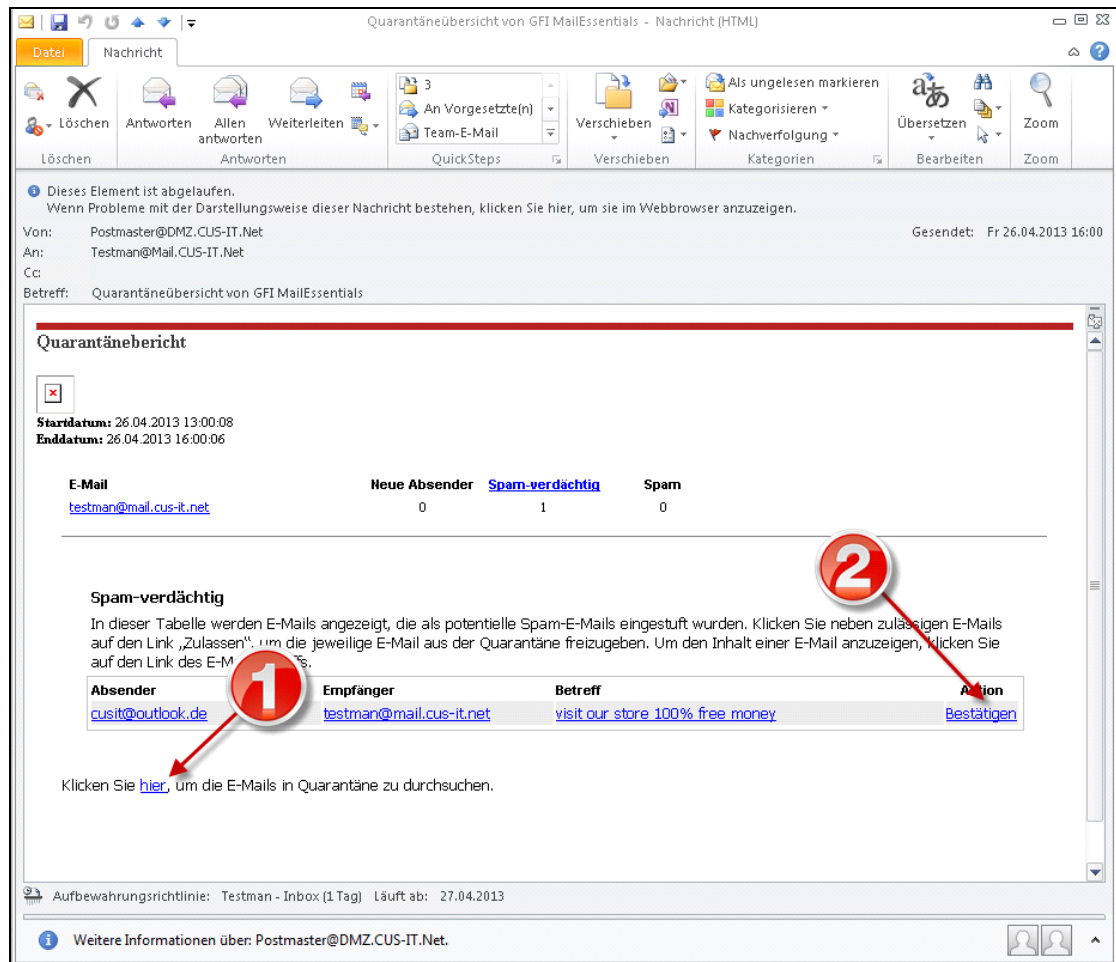 Quarantäneübersicht von GFI MailEssentials - Nachricht (HTML)
Datei Nachricht
Löschen
Antworten
Allen antworten
Weiterleiten
3
An Vorgesetzte(n)
Team-E-Mail
Verschieben
Als ungelesen markieren
Kategorisieren
Nachverfolgung
Übersetzen
Zoom
Löschen Antworten QuickSteps Verschieben Kategorien Bearbeiten Zoom
Dieses Element ist abgelaufen.
Wenn Probleme mit der Darstellungsweise dieser Nachricht bestehen, klicken Sie hier, um sie im Webbrowser anzuzeigen.
Von: Postmaster@DMZ.CUS-IT.Net Gesendet: Fr 26.04.2013 16:00
An: Testman@Mail.CUS-IT.Net
Cc:
Betreff: Quarantäneübersicht von GFI MailEssentials
Quarantänebericht
Startdatum: 26.04.2013 13:00:08
Enddatum: 26.04.2013 16:00:06
E-Mail Neue Absender Spam-verdächtig Spam
testman@mail.cus-it.net 0 1 0
2
Spam-verdächtig
In dieser Tabelle werden E-Mails angezeigt, die als potentielle Spam-E-Mails eingestuft wurden. Klicken Sie neben zulässigen E-Mails
auf den Link „Zulassen“, um die jeweilige E-Mail aus der Quarantäne freizugeben. Um den Inhalt einer E-Mail anzuzeigen, klicken Sie
auf den Link des E-M
1
Absender Empfänger Betreff Aktion
cusit@outlook.de testman@mail.cus-it.net visit our store 100% free money Bestätigen
Klicken Sie hier, um die E-Mails in Quarantäne zu durchsuchen.
Aufbewahrungsrichtlinie: Testman - Inbox (1 Tag) Läuft ab: 27.04.2013
Weitere Informationen über: Postmaster@DMZ.CUS-IT.Net.